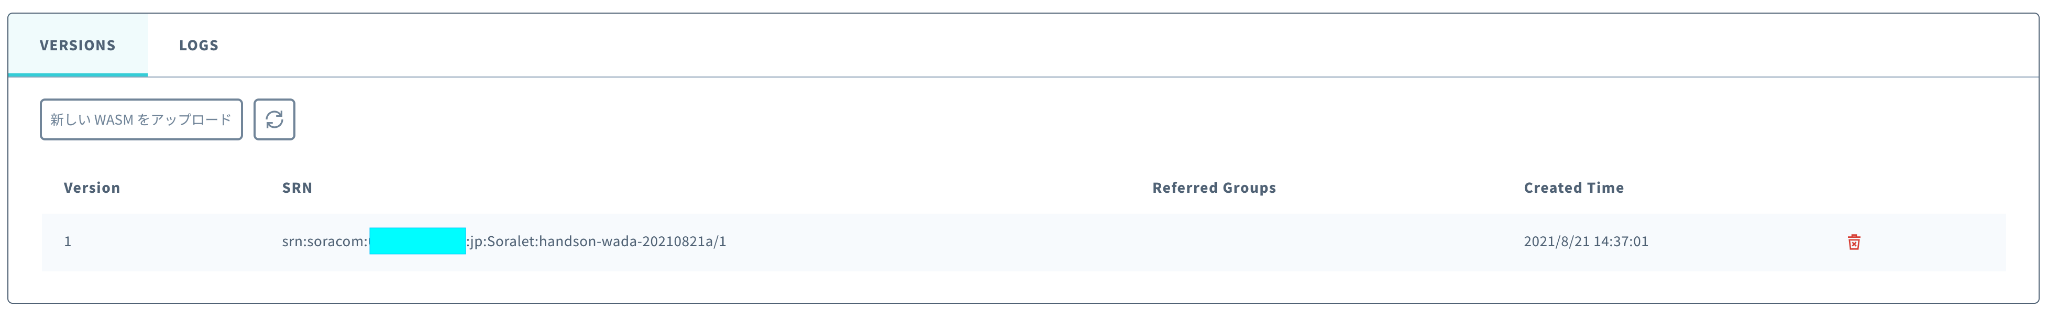 VERSIONS LOGS
新しい WASM をアップロード
Version SRN Referred Groups Created Time
1 srn:soracom: :jp:Soralet:handson-wada-20210821a/1 2021/8/21 14:37:01